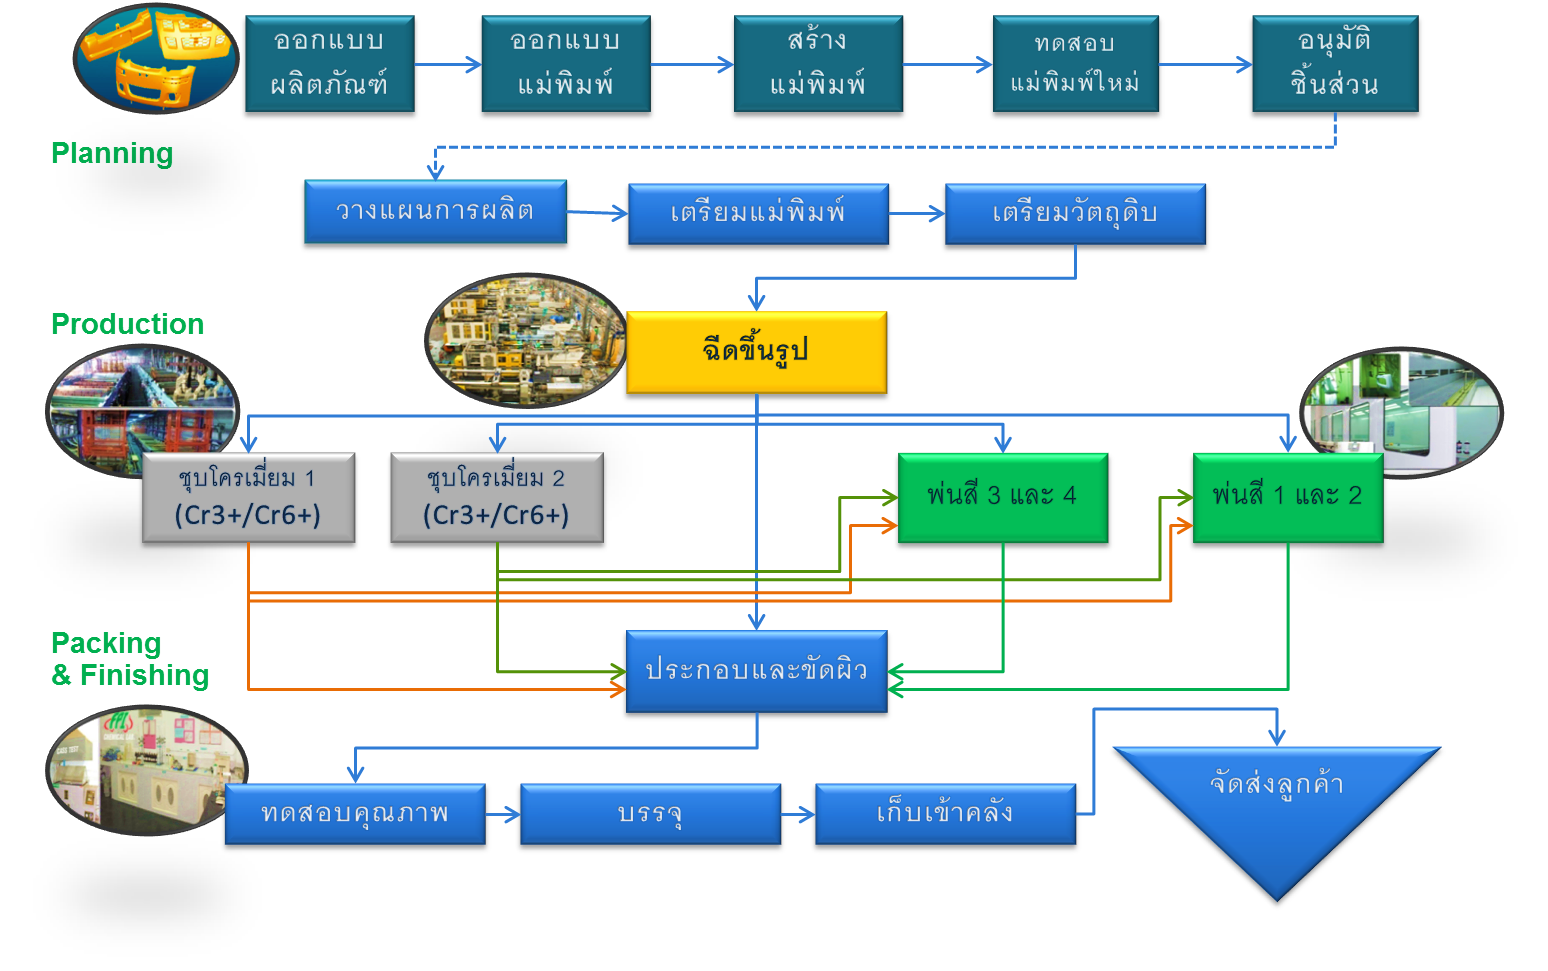 ออกแบบ
ผลิตภัณฑ์
ออกแบบ
แม่พิมพ์
สร้าง
แม่พิมพ์
ทดสอบ
แม่พิมพ์ใหม่
อนุมัติ
ชิ้นส่วน
Planning
วางแผนการผลิต
เตรียมแม่พิมพ์
เตรียมวัตถุดิบ
Production
ฉีดขึ้นรูป
ชุบโครเมี่ยม 1
(Cr3+/Cr6+)
ชุบโครเมี่ยม 2
(Cr3+/Cr6+)
พ่นสี 3 และ 4
พ่นสี 1 และ 2
Packing
& Finishing
ประกอบและขัดผิว
ทดสอบคุณภาพ
บรรจุ
เก็บเข้าคลัง
จัดส่งลูกค้า